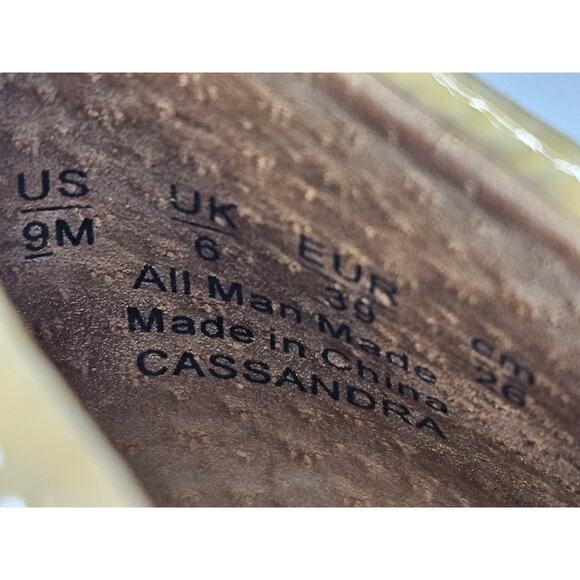 US UK EUR cm
9M 6 39 26
All Man Made
Made in China
CASSANDRA